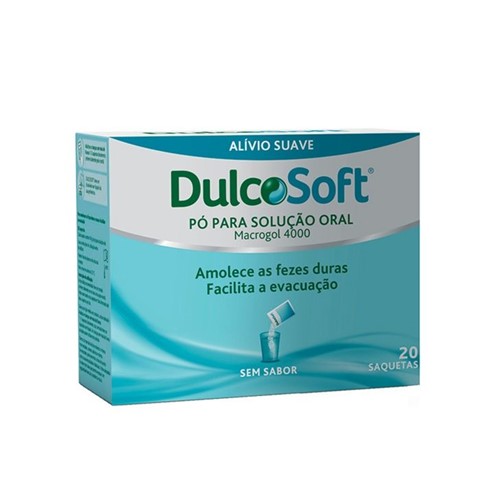 ALÍVIO SUAVE
DulcoSoft®
PÓ PARA SOLUÇÃO ORAL
Macrogol 4000
Amolece as fezes duras
Facilita a evacuação
SEM SABOR
20
SAQUETAS